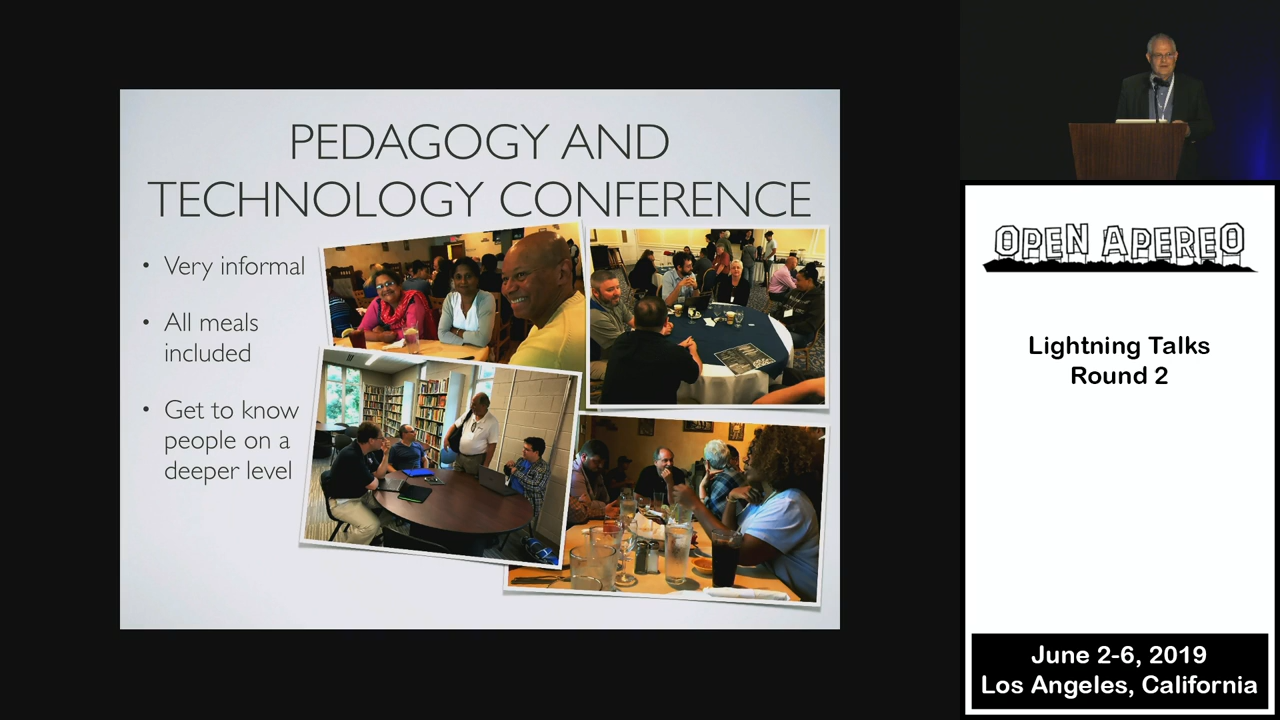 PEDAGOGY AND
TECHNOLOGY CONFERENCE
• Very informal
• All meals
included
• Get to know
people on a
deeper level
OPEN APEREO
Lightning Talks
Round 2
June 2-6, 2019
Los Angeles, California